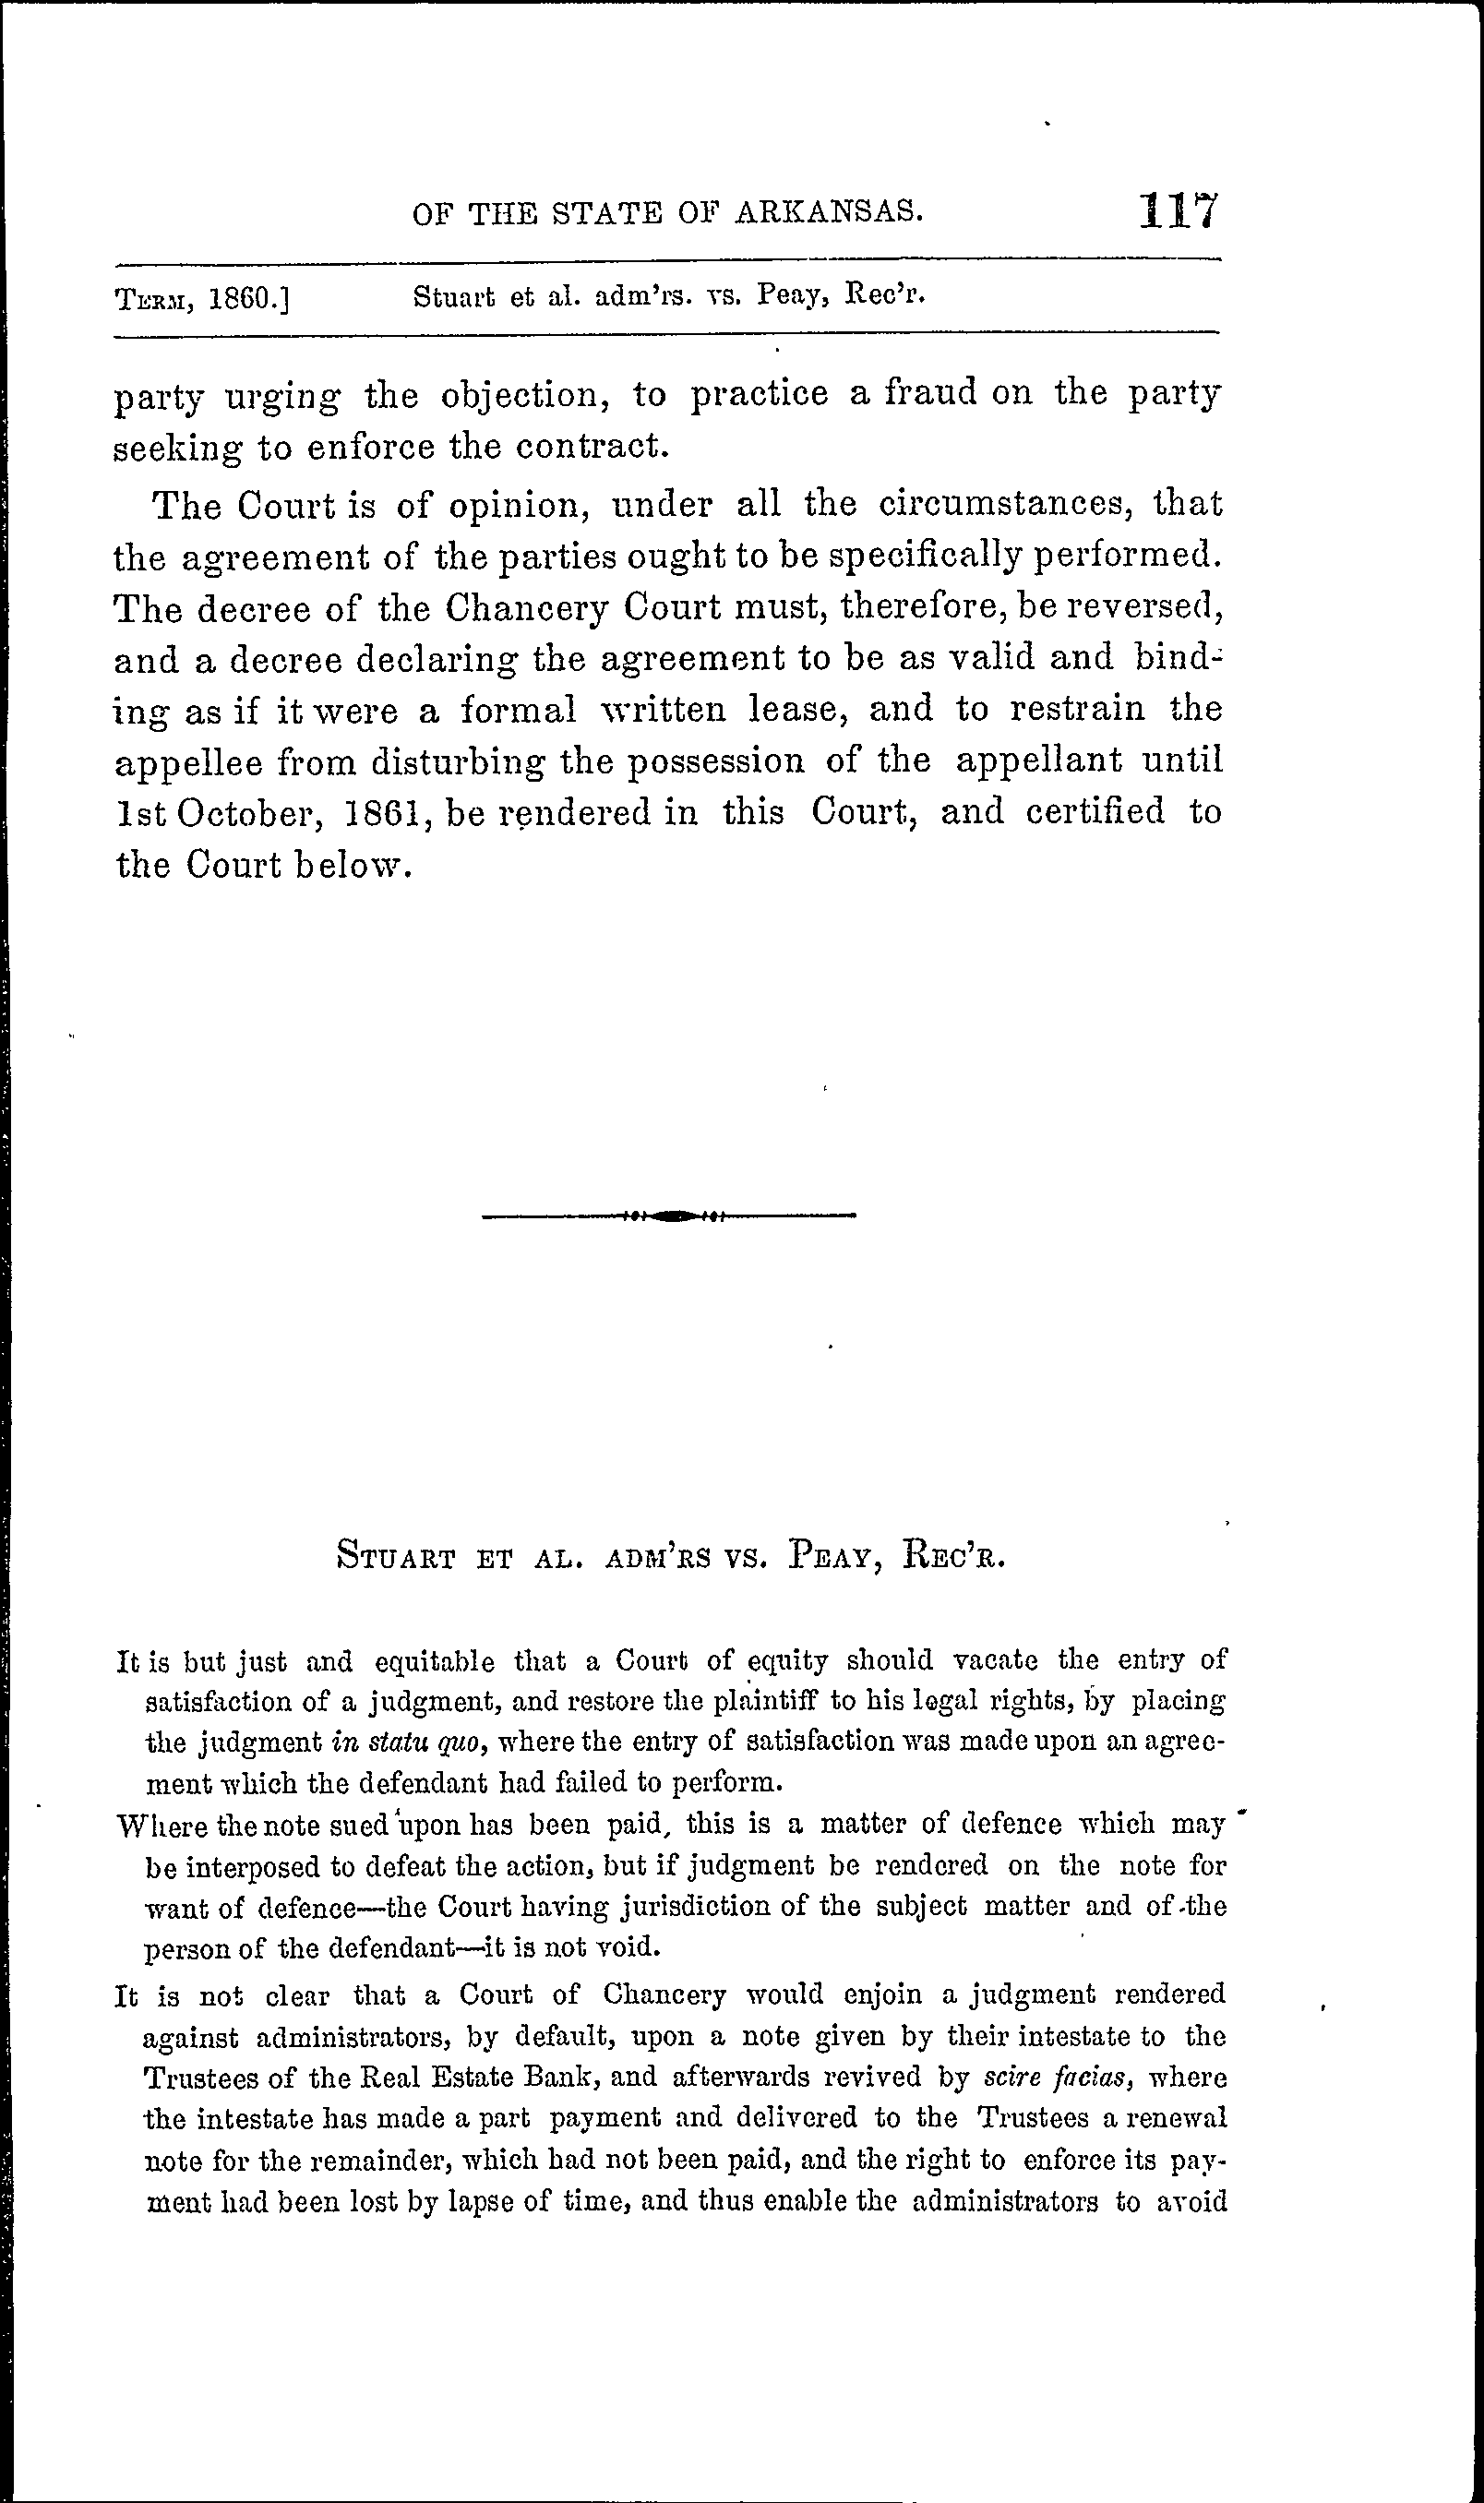 OF THE STATE OF ARKANSAS. 117
TERM, 1860.] Stuart et al. adm'rs. vs. Peay, Rec'r.
party urging the objection, to practice a fraud on the party
seeking to enforce the contract.
The Court is of opinion, under all the circumstances, that
the agreement of the parties ought to be specifically performed.
The decree of the Chancery Court must, therefore, be reversed,
and a decree declaring the agreement to be as valid and bind-
ing as if it were a formal written lease, and to restrain the
appellee from disturbing the possession of the appellant until
1st October, 1861, be rendered in this Court, and certified to
the Court below.
STUART ET AL. ADM'RS VS. PEAY, REC'R.
It is but just and equitable that a Court of equity should vacate the entry of
satisfaction of a judgment, and restore the plaintiff to his legal rights, by placing
the judgment in statu quo, where the entry of satisfaction was made upon an agree-
ment which the defendant had failed to perform.
Where the note sued upon has been paid, this is a matter of defence which may
be interposed to defeat the action, but if judgment be rendered on the note for
want of defence—the Court having jurisdiction of the subject matter and of the
person of the defendant—it is not void.
It is not clear that a Court of Chancery would enjoin a judgment rendered
against administrators, by default, upon a note given by their intestate to the
Trustees of the Real Estate Bank, and afterwards revived by scire facias, where
the intestate has made a part payment and delivered to the Trustees a renewal
note for the remainder, which had not been paid, and the right to enforce its pay-
ment had been lost by lapse of time, and thus enable the administrators to avoid